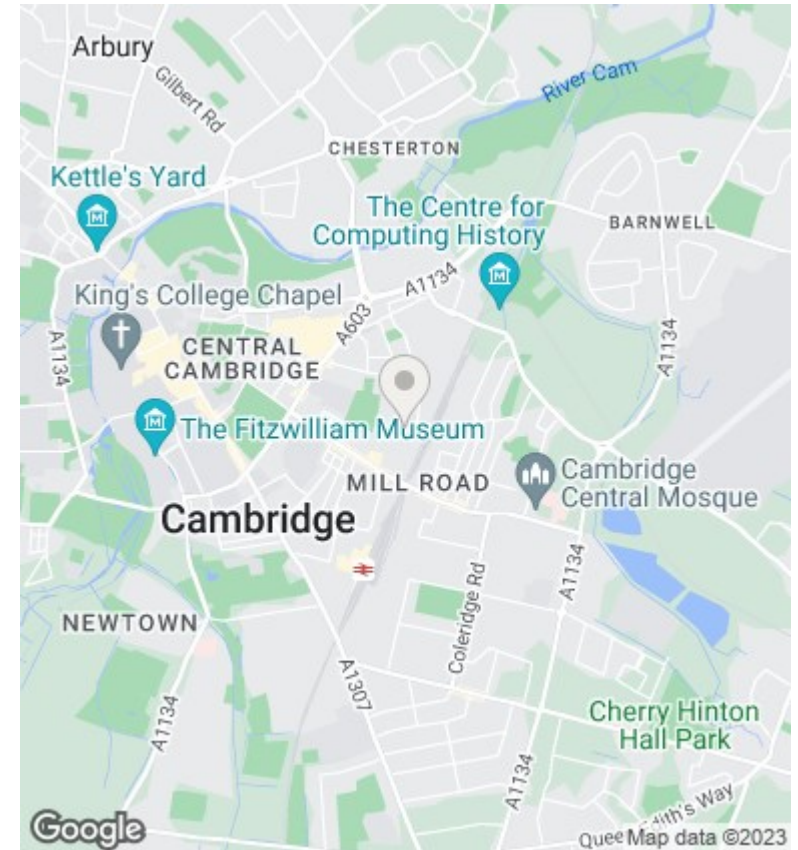 Arbury
Gilbert Rd
River Cam
CHESTERTON
Kettle's Yard
The Centre for
Computing History
BARNWELL
A1134
King's College Chapel
A603
A1134
A1134
CENTRAL
CAMBRIDGE
The Fitzwilliam Museum
MILL ROAD
Cambridge
Central Mosque
Cambridge
Coleridge Rd
A1134
NEWTOWN
A1307
A1134
Cherry Hinton
Hall Park
A1134
Google
Map data ©2023